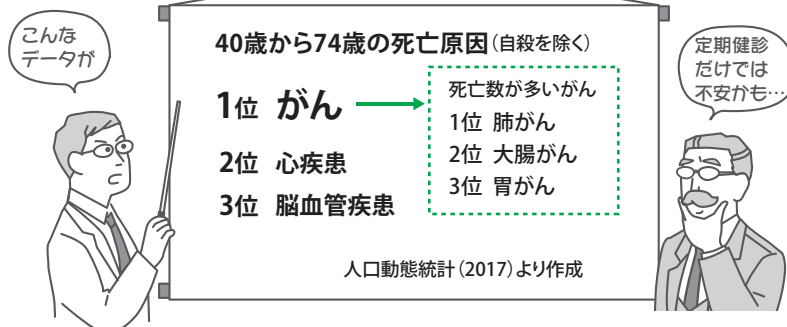 こんな
データが
40歳から74歳の死亡原因（自殺を除く）
1位 がん
2位 心疾患
3位 脳血管疾患
死亡数が多いがん
1位 肺がん
2位 大腸がん
3位 胃がん
人口動態統計（2017）より作成
定期健診
だけでは
不安かも…